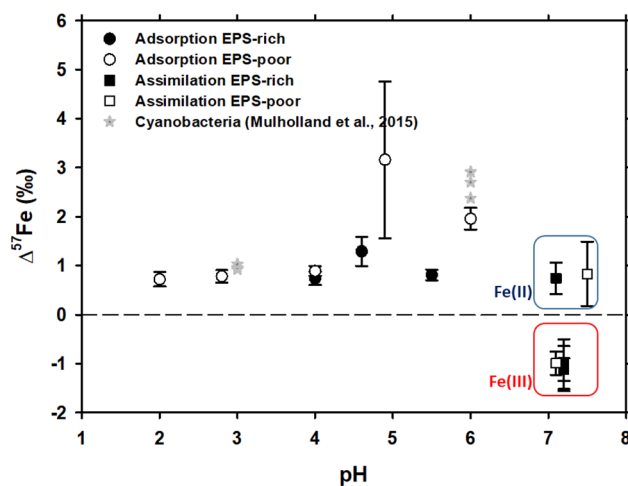 6
5
4
3
2
1
0
-1
-2
Δ⁵⁷Fe (‰)
Adsorption EPS-rich
Adsorption EPS-poor
Assimilation EPS-rich
Assimilation EPS-poor
Cyanobacteria (Mulholland et al., 2015)
Fe(II)
Fe(III)
1 2 3 4 5 6 7 8
pH